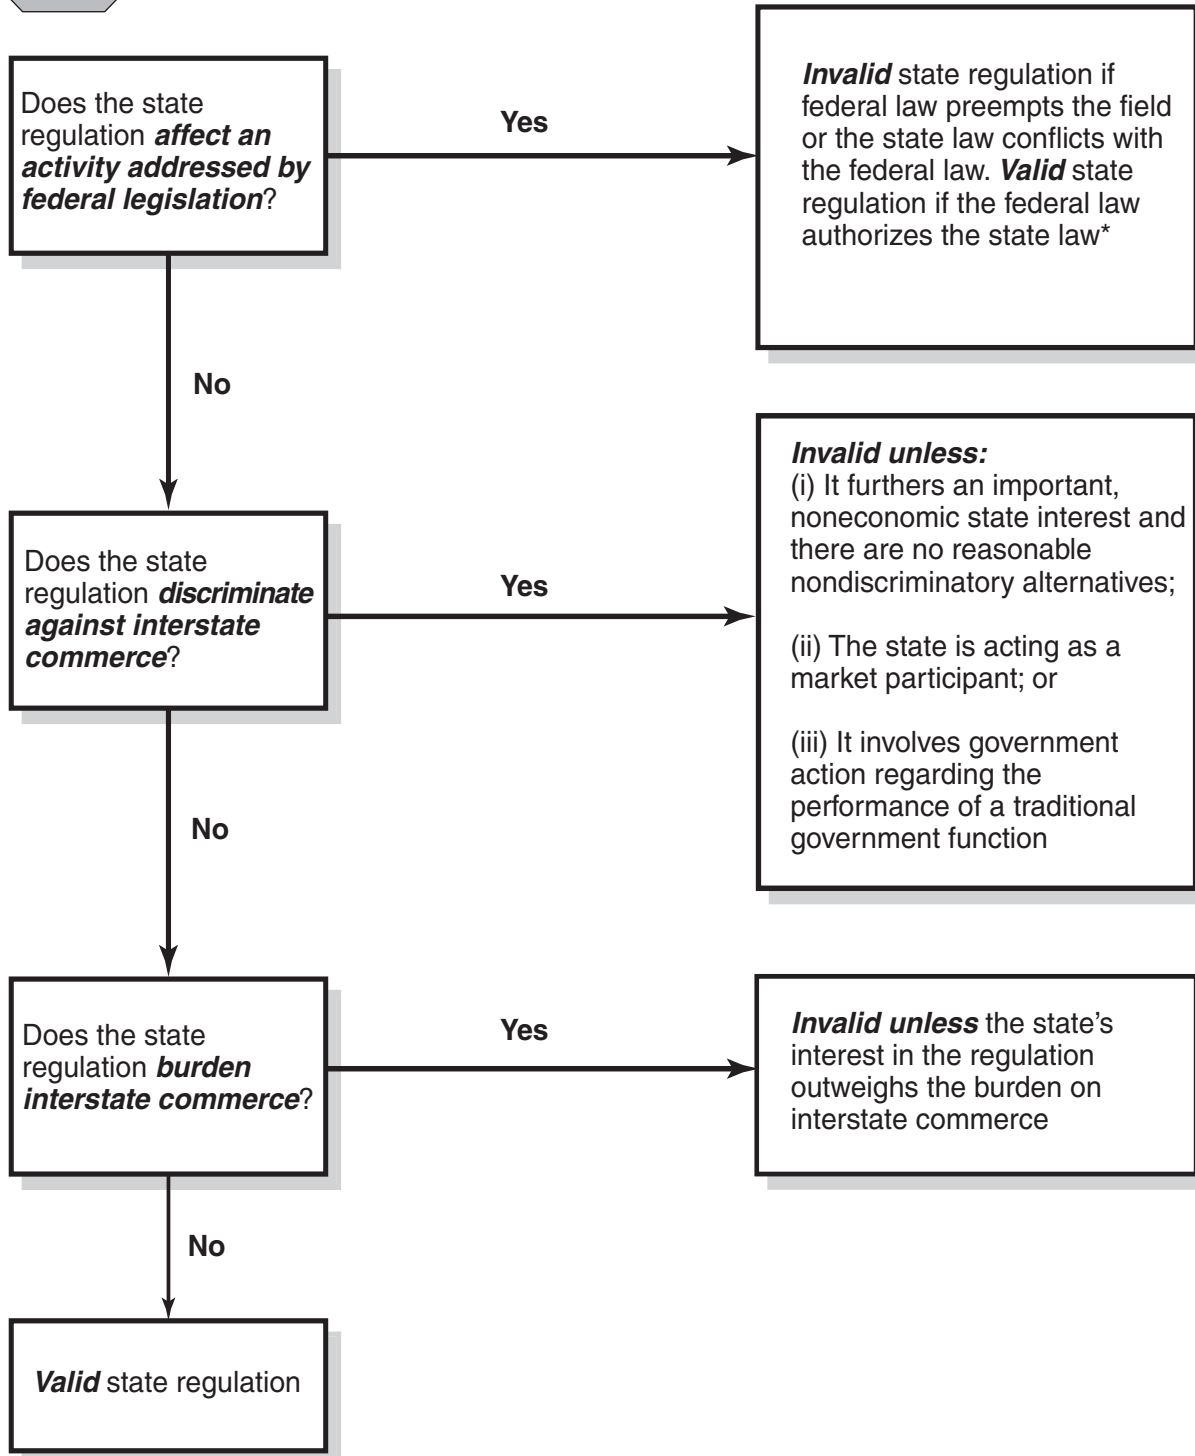 Does the state
regulation affect an
activity addressed by
federal legislation?
Yes
Invalid state regulation if
federal law preempts the field
or the state law conflicts with
the federal law. Valid state
regulation if the federal law
authorizes the state law*
No
Does the state
regulation discriminate
against interstate
commerce?
Yes
Invalid unless:
(i) It furthers an important,
noneconomic state interest and
there are no reasonable
nondiscriminatory alternatives;
(ii) The state is acting as a
market participant; or
(iii) It involves government
action regarding the
performance of a traditional
government function
No
Does the state
regulation burden
interstate commerce?
Yes
Invalid unless the state’s
interest in the regulation
outweighs the burden on
interstate commerce
No
Valid state regulation